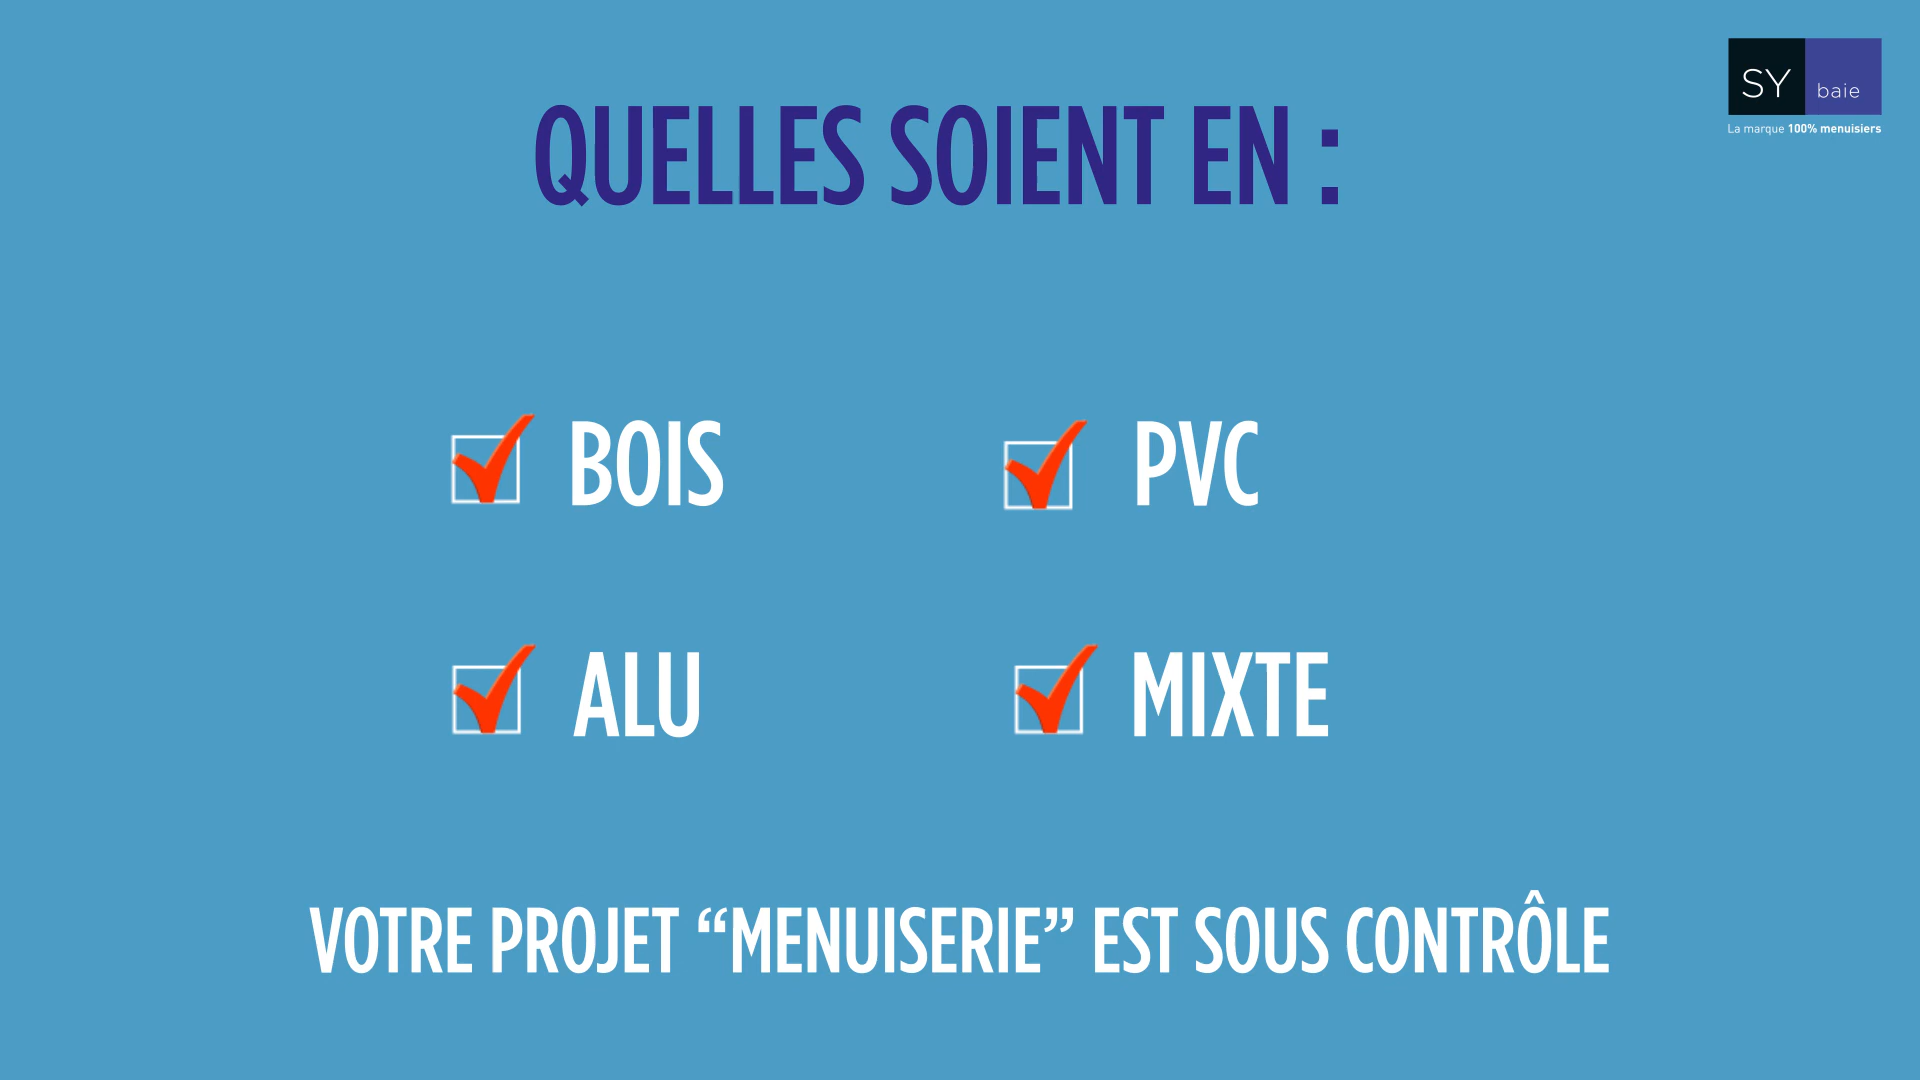 SY baie
La marque 100% menuisiers
QUELLES SOIENT EN :
BOIS
PVC
ALU
MIXTE
VOTRE PROJET “MENUISERIE” EST SOUS CONTRÔLE